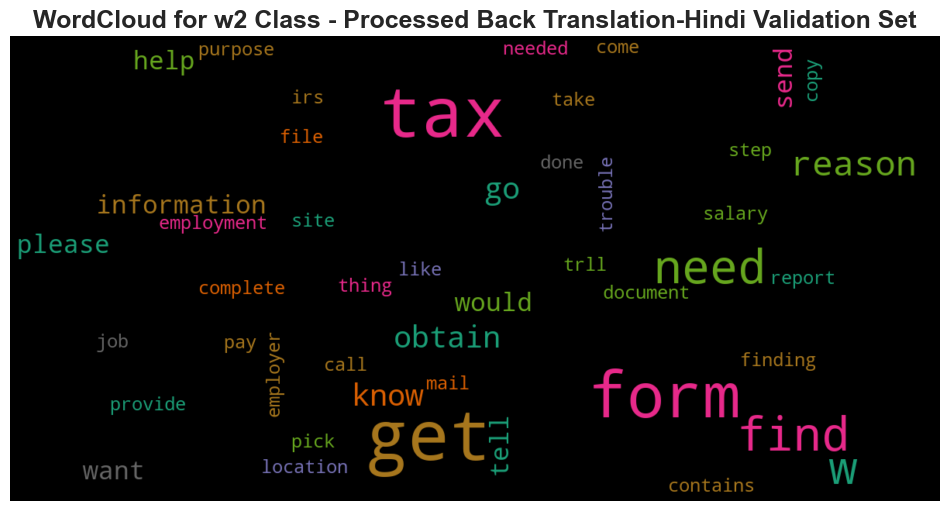 WordCloud for w2 Class - Processed Back Translation-Hindi Validation Set
help
purpose
needed
come
send
copy
irs
tax
take
file
done
trouble
step
reason
go
information
employment
site
salary
please
like
trll
need
report
complete
thing
document
would
job
pay
employer
obtain
call
finding
know
mail
form
provide
get
tell
find
pick
want
location
w
contains